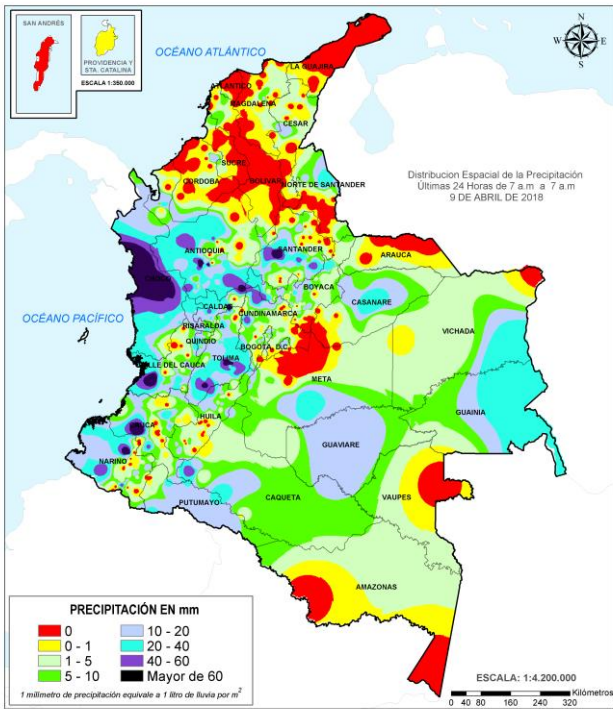 SAN ANDRÉS
PROVIDENCIA Y
STA. CATALINA
ESCALA 1:350.000
OCÉANO ATLÁNTICO
N
W E
S
LA GUAJIRA
ATLANTICO
MAGDALENA
CESAR
SUCRE
CORDOBA
BOLIVAR
NORTE DE SANTANDER
Distribucion Espacial de la Precipitación
Últimas 24 Horas de 7 a.m a 7 a.m
9 DE ABRIL DE 2018
ANTIOQUIA
SANTANDER
ARAUCA
CHOCO
BOYACA
CASANARE
CALDAS
OCÉANO PACÍFICO
CUNDINAMARCA
RISARALDA
VICHADA
QUINDIO
BOGOTA, D.C.
TOLIMA
VALLE DEL CAUCA
META
GUAINIA
HUILA
CAUCA
GUAVIARE
NARIÑO
PUTUMAYO
CAQUETA
VAUPES
AMAZONAS
PRECIPITACIÓN EN mm
0
0 - 1
1 - 5
5 - 10
10 - 20
20 - 40
40 - 60
Mayor de 60
1 milímetro de precipitación equivale a 1 litro de lluvia por m²
ESCALA: 1:4.200.000
Kilómetros
0 40 80 160 240 320